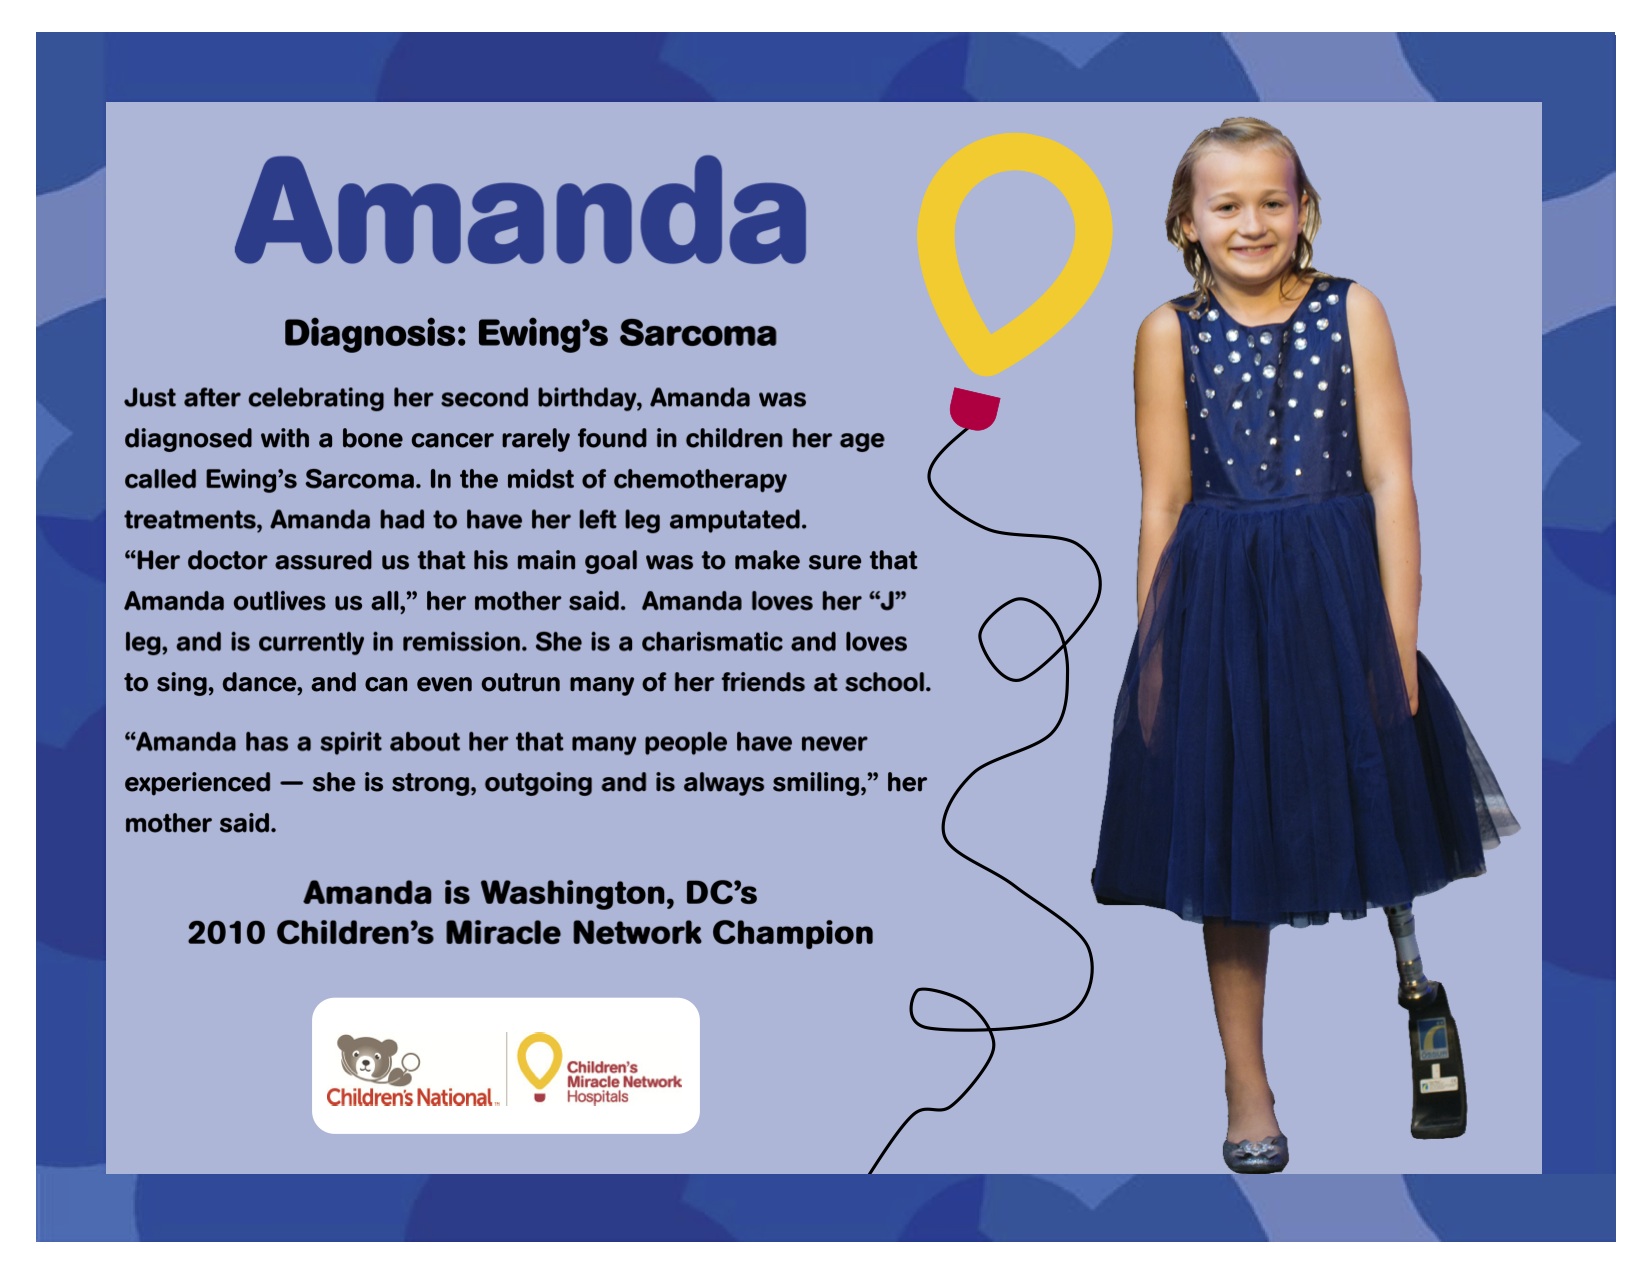 Amanda
Diagnosis: Ewing’s Sarcoma
Just after celebrating her second birthday, Amanda was
diagnosed with a bone cancer rarely found in children her age
called Ewing’s Sarcoma. In the midst of chemotherapy
treatments, Amanda had to have her left leg amputated.
“Her doctor assured us that his main goal was to make sure that
Amanda outlives us all,” her mother said.  Amanda loves her “J”
leg, and is currently in remission. She is a charismatic and loves
to sing, dance, and can even outrun many of her friends at school.
“Amanda has a spirit about her that many people have never
experienced — she is strong, outgoing and is always smiling,” her
mother said.
Amanda is Washington, DC’s
2010 Children’s Miracle Network Champion
Children's National™
Children's
Miracle Network
Hospitals